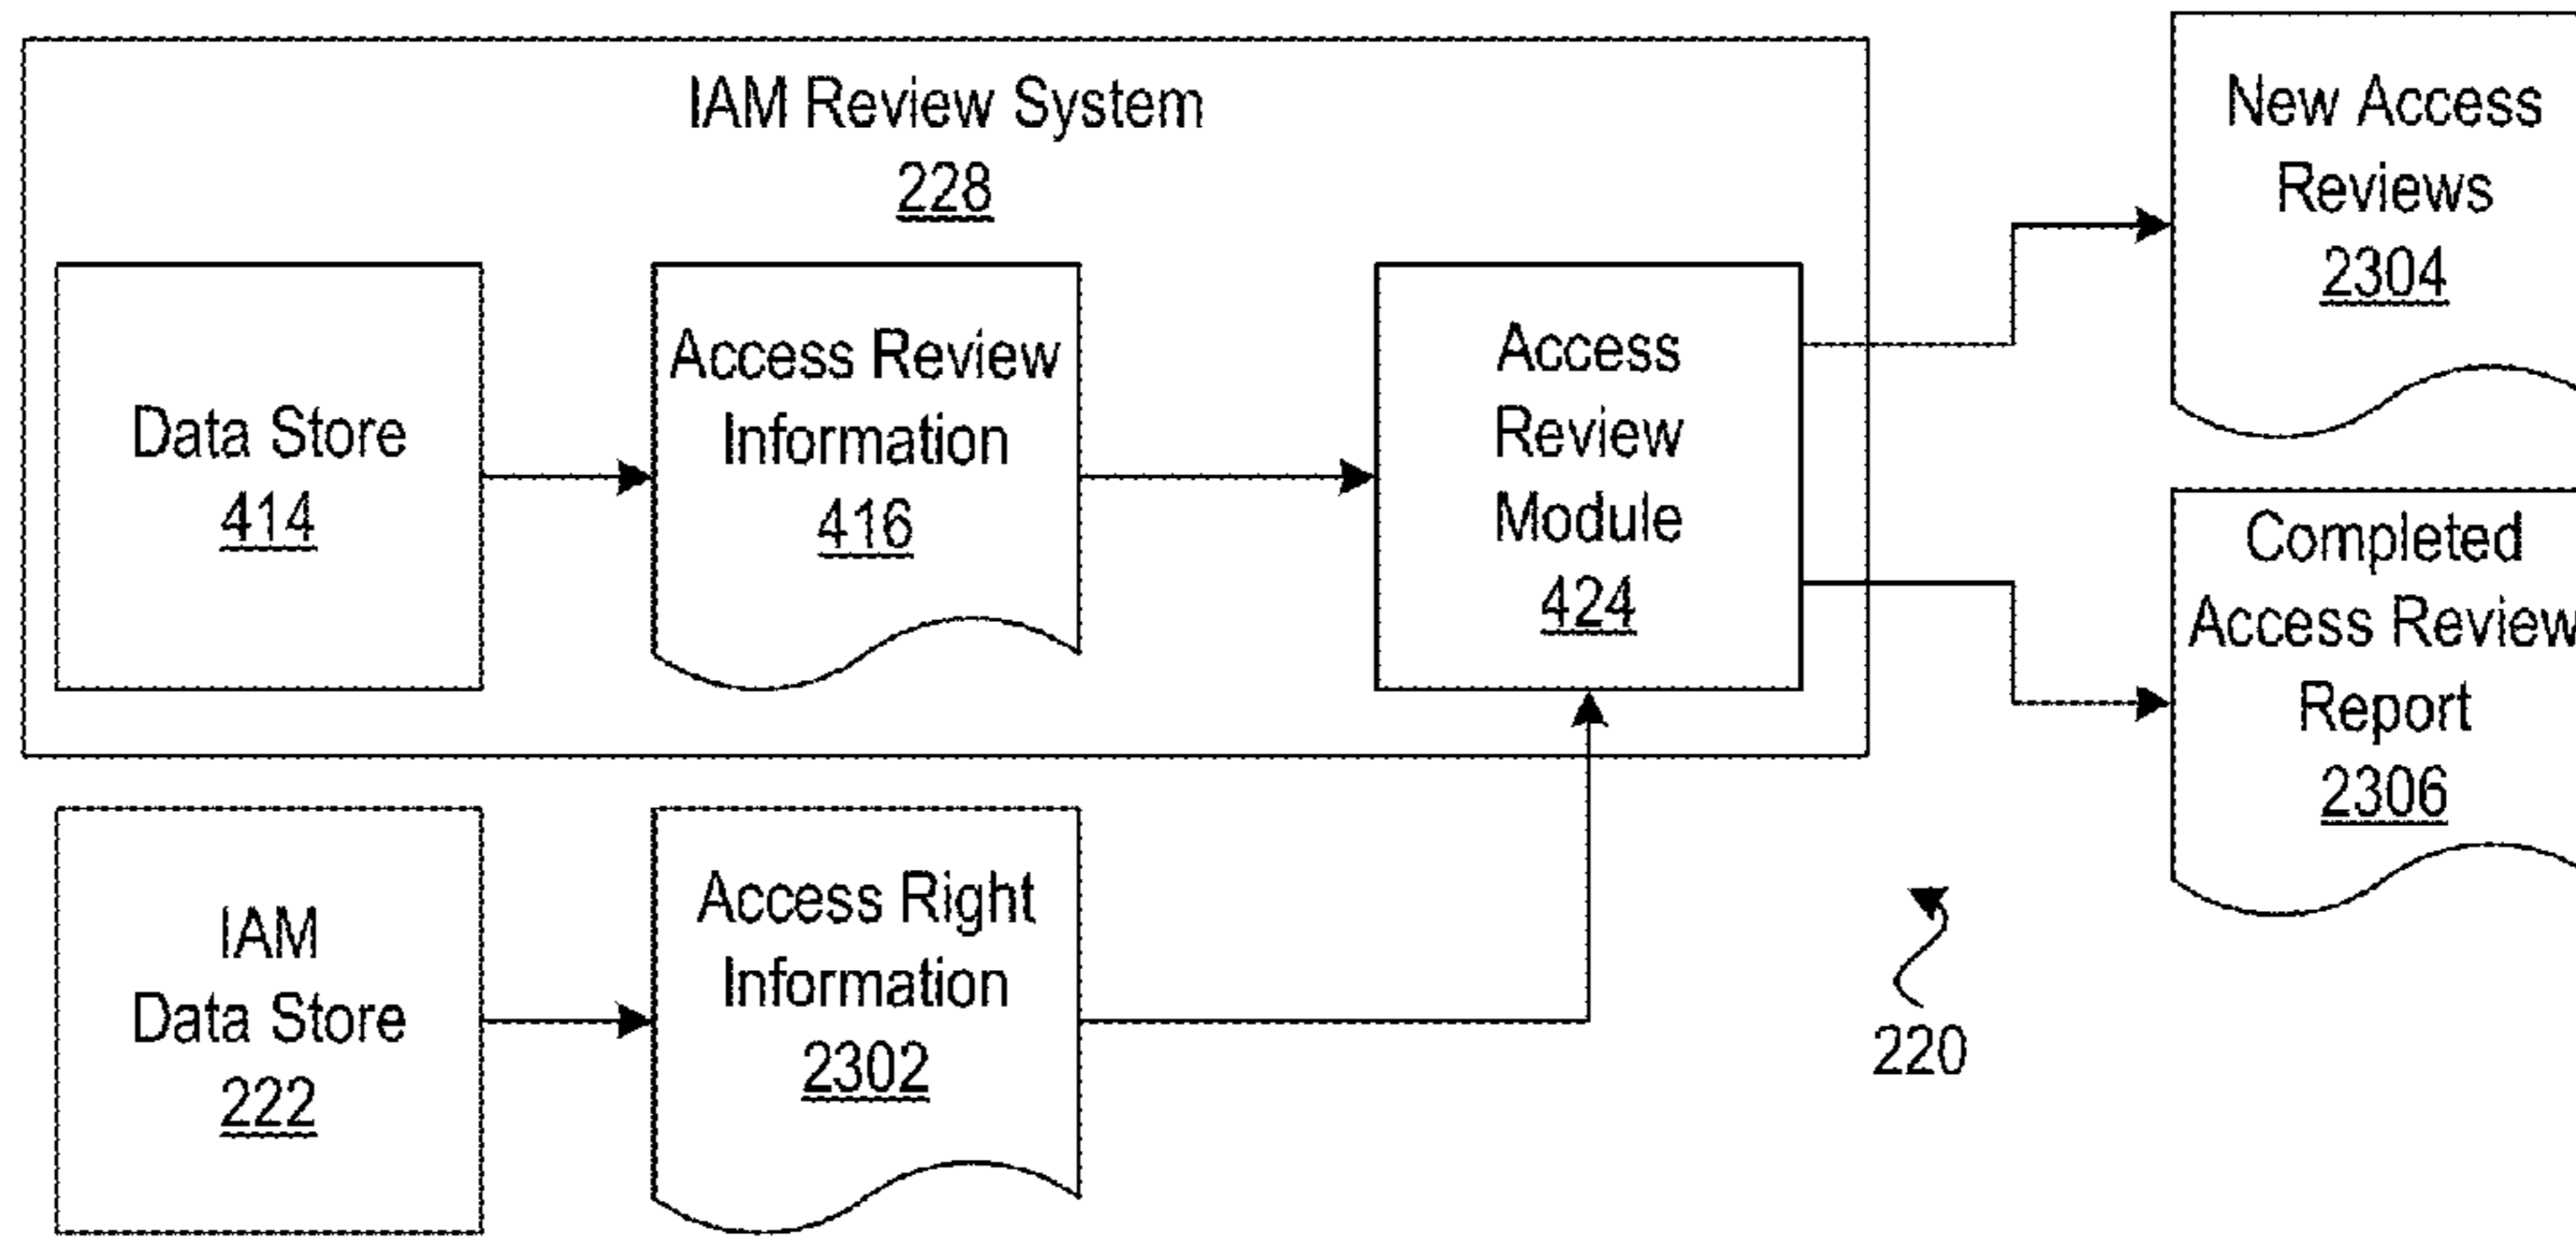 IAM Review System
228
Data Store
414
Access Review
Information
416
Access
Review
Module
424
New Access
Reviews
2304
Completed
Access Review
Report
2306
IAM
Data Store
222
Access Right
Information
2302
220